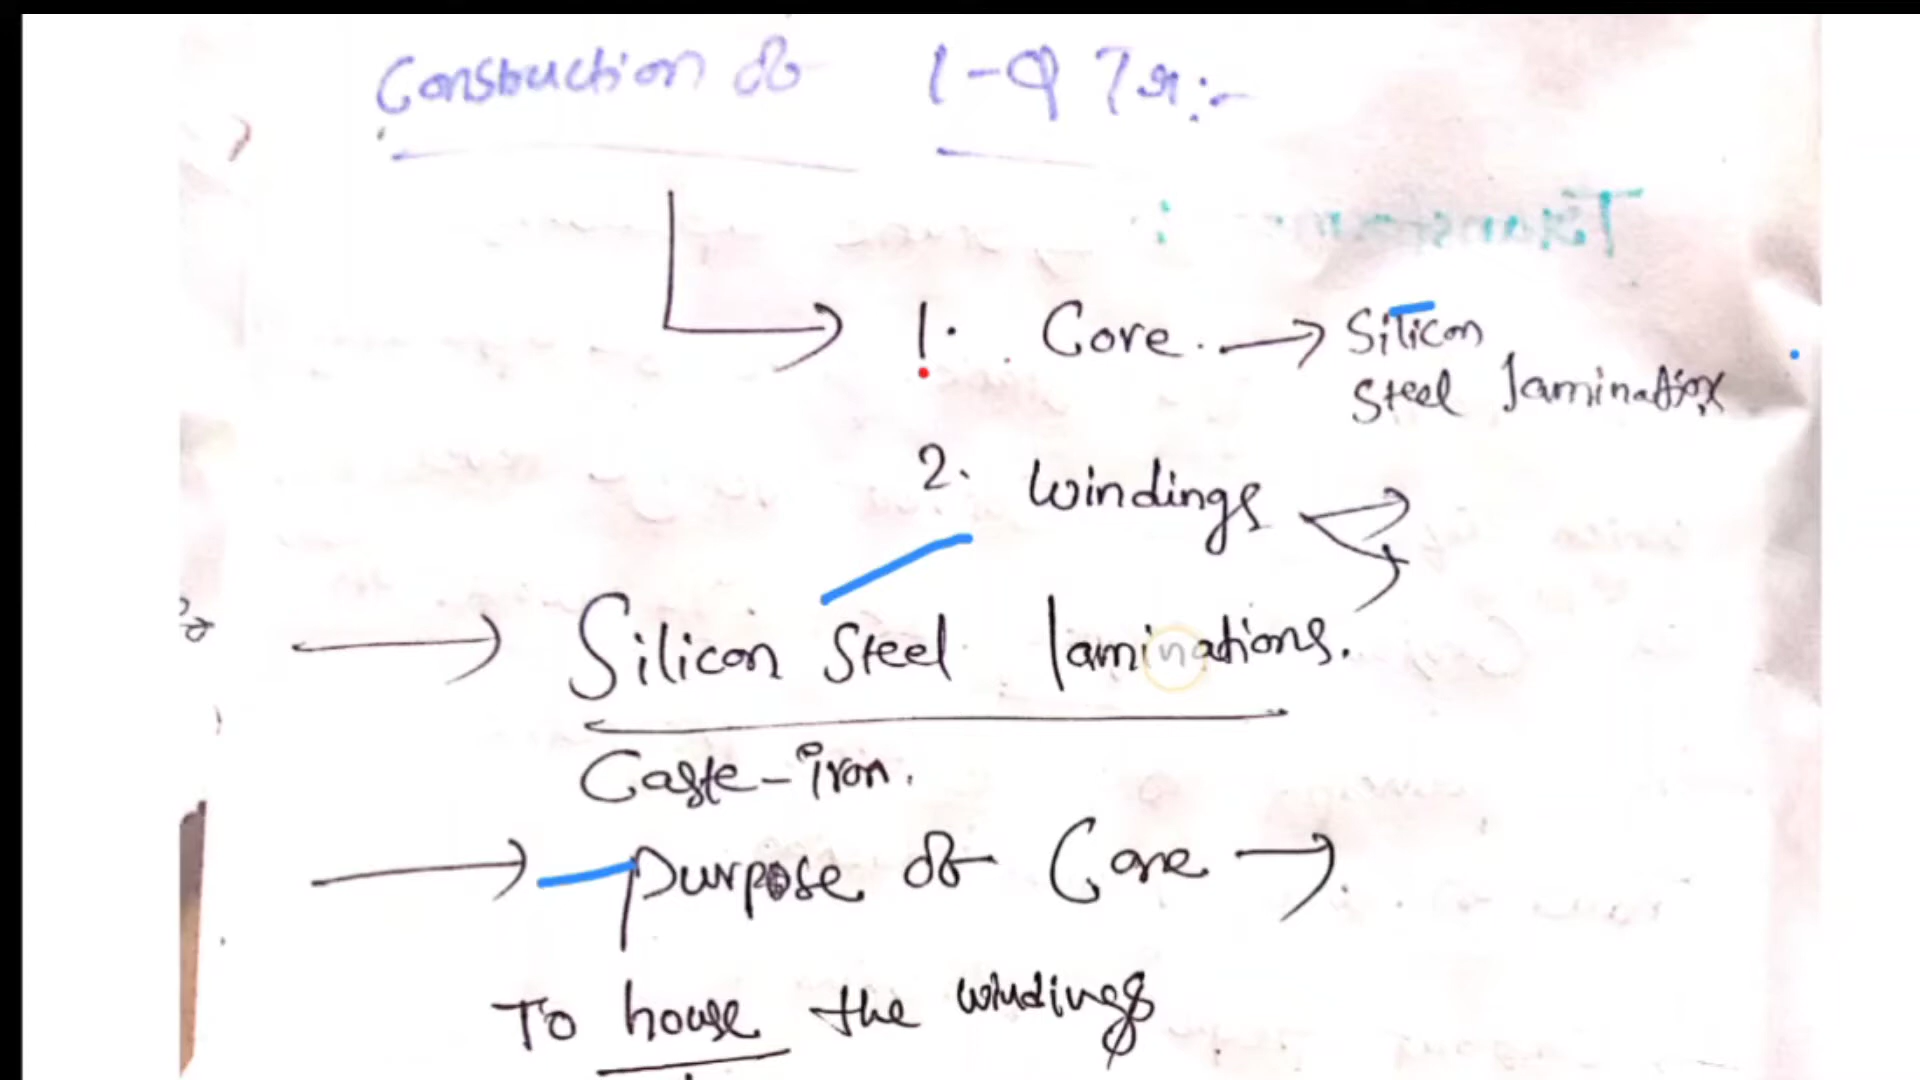 Construction of 1-φ Tr:-
1. Core. → Silicon
Steel lamination
2. Windings
→ Silicon Steel laminations.
Caste-iron.
→ purpose of Core →
To house the windings